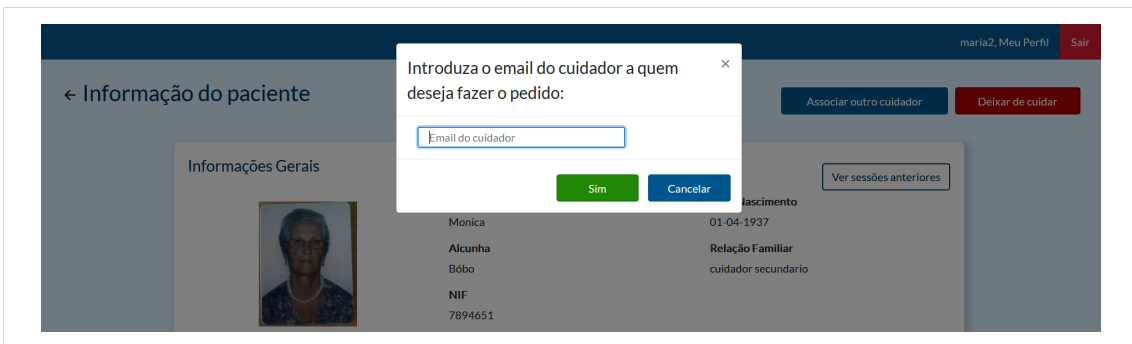 maria2, Meu Perfil
Sair
Introduza o email do cuidador a quem
deseja fazer o pedido:
×
Email do cuidador
Sim
Cancelar
← Informação do paciente
Associar outro cuidador
Deixar de cuidar
Informações Gerais
Ver sessões anteriores
Nascimento
Monica
01-04-1937
Alcunha
Relação Familiar
Bóbo
cuidador secundario
NIF
7894651